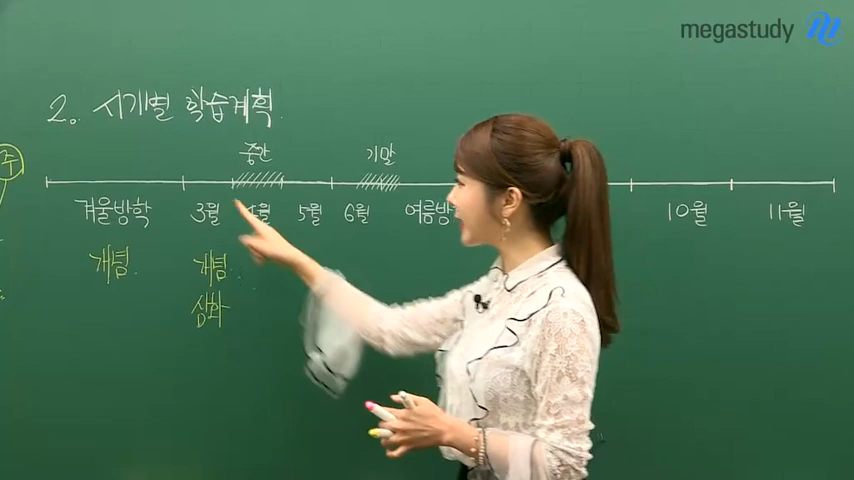 megastudy
2. 시기별 학습계획
중간 기말
겨울방학 3월 4월 5월 6월 여름방 10월 11월
주
개념 개념
심화